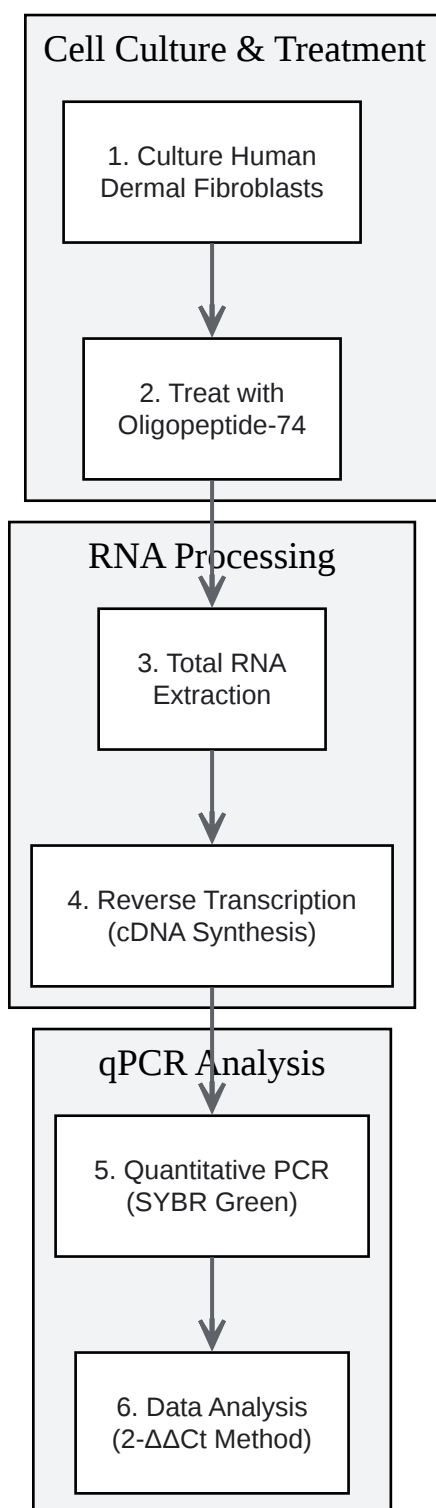 Cell Culture & Treatment
1. Culture Human
Dermal Fibroblasts
2. Treat with
Oligopeptide-74
RNA Processing
3. Total RNA
Extraction
4. Reverse Transcription
(cDNA Synthesis)
qPCR Analysis
5. Quantitative PCR
(SYBR Green)
6. Data Analysis
(2-ΔΔCt Method)